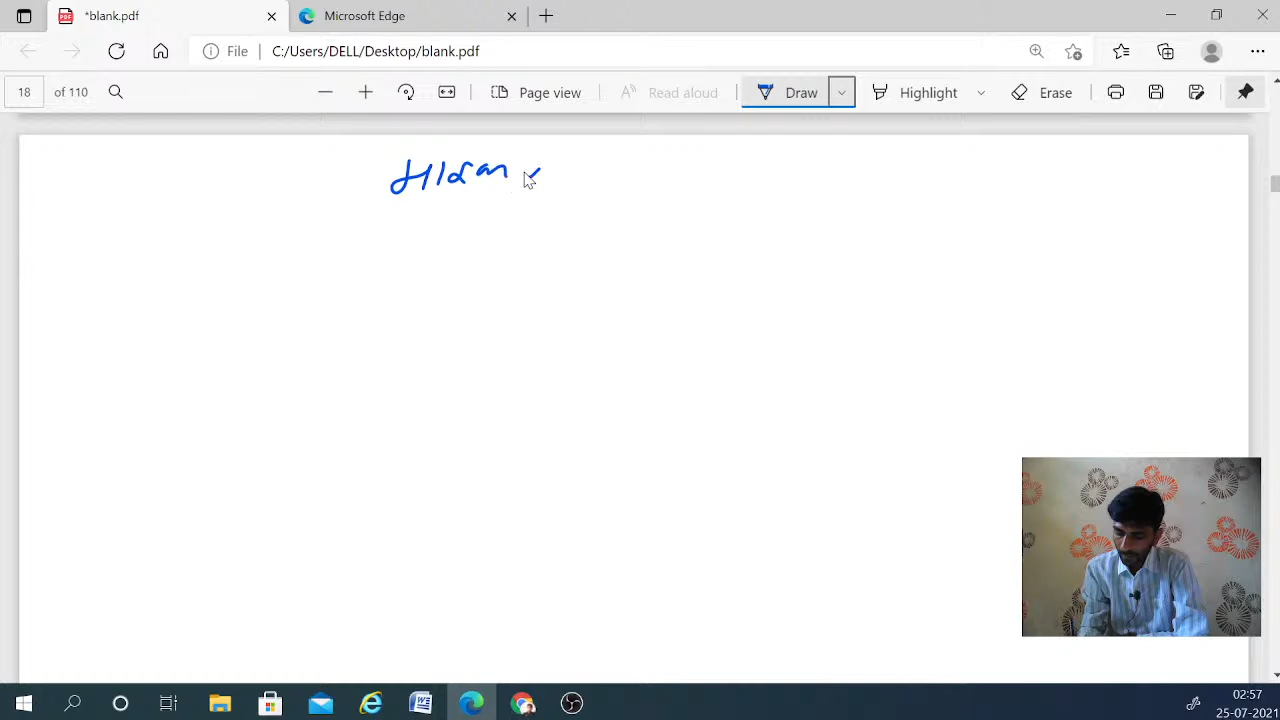 *blank.pdf
Microsoft Edge
File C:/Users/DELL/Desktop/blank.pdf
18 of 110 Page view Read aloud Draw Highlight Erase
02:57
25-07-2021